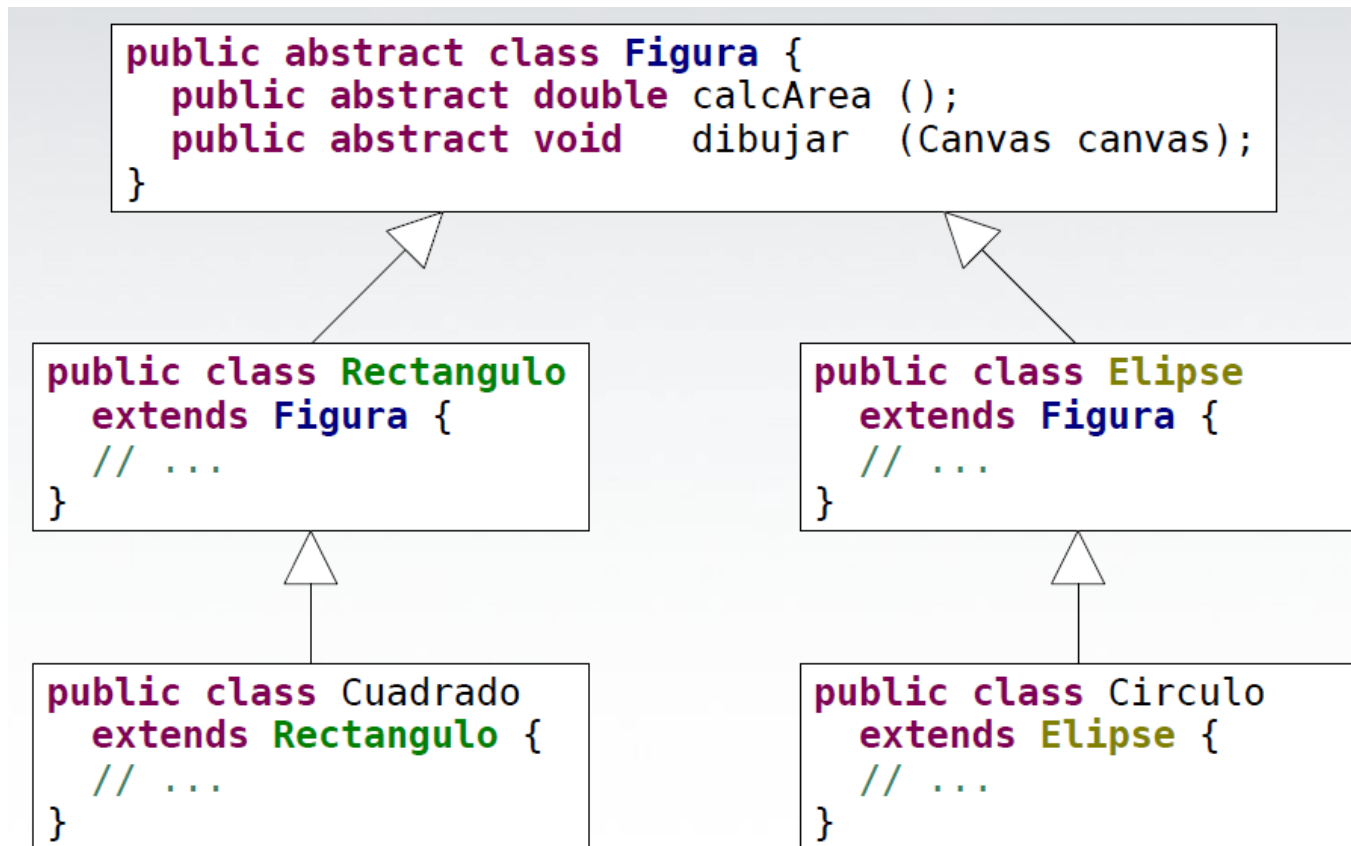 public abstract class Figura {
  public abstract double calcArea ();
  public abstract void   dibujar  (Canvas canvas);
}
public class Rectangulo
  extends Figura {
  // ...
}
public class Elipse
  extends Figura {
  // ...
}
public class Cuadrado
  extends Rectangulo {
  // ...
}
public class Circulo
  extends Elipse {
  // ...
}